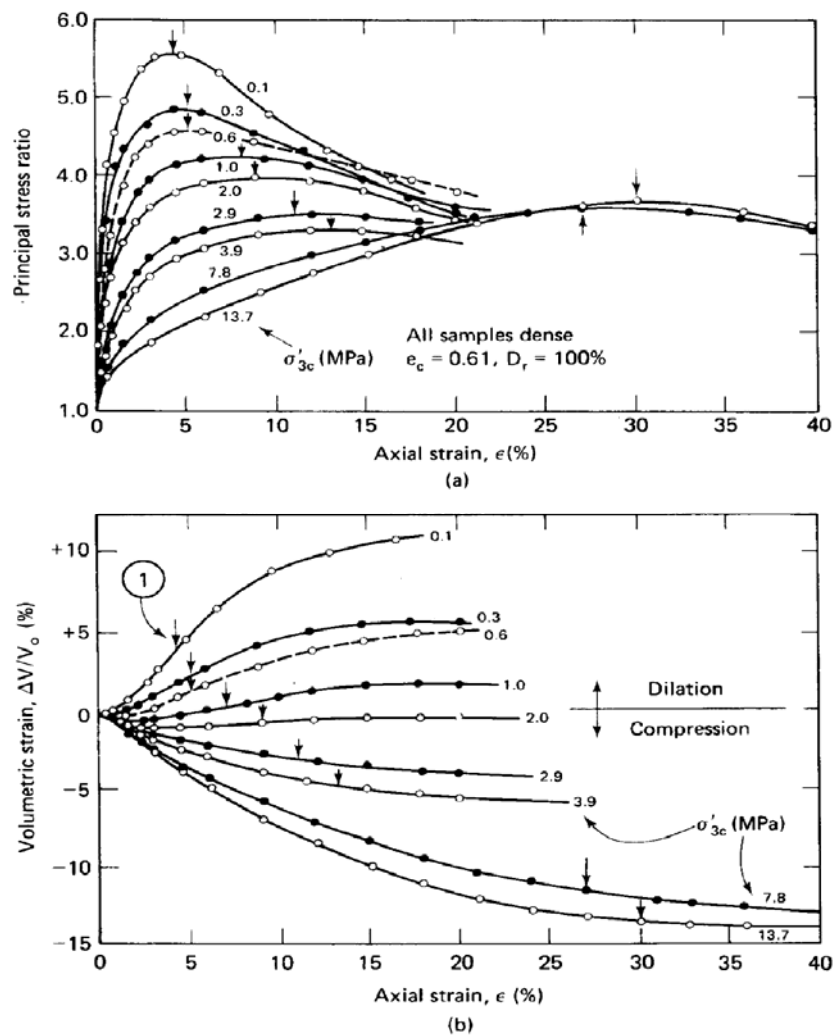 6.0
5.0
4.0
3.0
2.0
1.0
Principal stress ratio
0.1
0.3
0.6
1.0
2.0
2.9
3.9
7.8
13.7
σ′3c (MPa)
All samples dense
ec = 0.61, Dr = 100%
0 5 10 15 20 25 30 35 40
Axial strain, ϵ(%)
(a)
+10
+5
0
−5
−10
−15
Volumetric strain, ΔV/Vo (%)
1
0.1
0.3
0.6
1.0
2.0
2.9
3.9
Dilation
Compression
σ′3c (MPa)
7.8
13.7
0 5 10 15 20 25 30 35 40
Axial strain, ϵ (%)
(b)